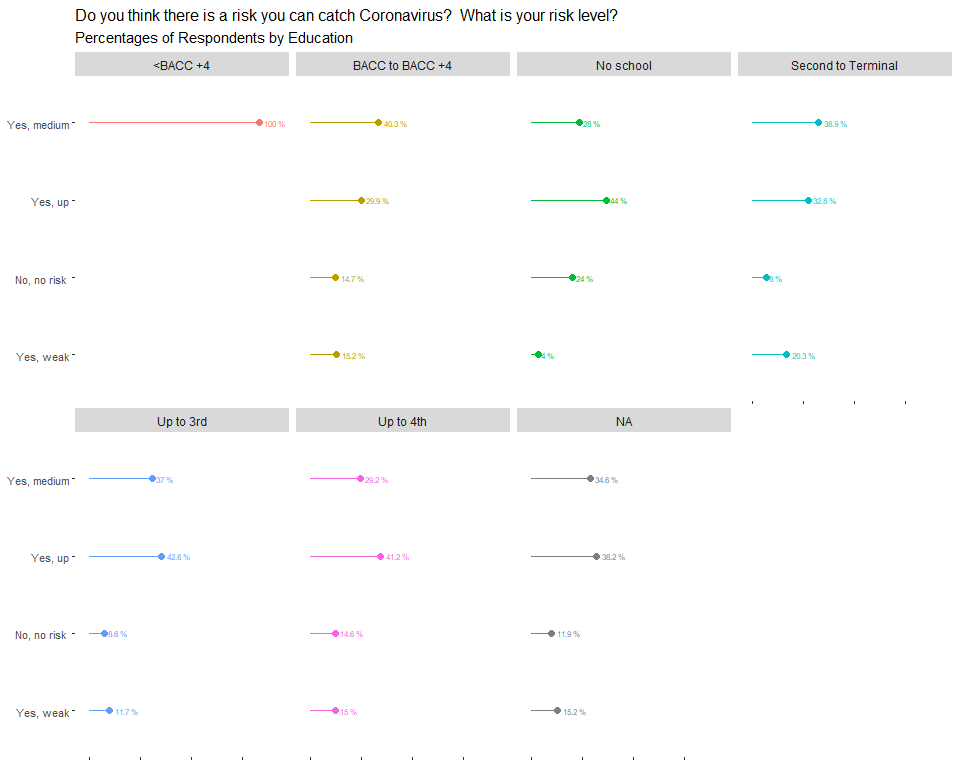 Do you think there is a risk you can catch Coronavirus?  What is your risk level?
Percentages of Respondents by Education
<BACC +4
BACC to BACC +4
No school
Second to Terminal
Yes, medium
100 %
40.3 %
28 %
38.9 %
Yes, up
29.9 %
44 %
32.8 %
No, no risk
14.7 %
24 %
8 %
Yes, weak
15.2 %
4 %
20.3 %
Up to 3rd
Up to 4th
NA
Yes, medium
37 %
29.2 %
34.6 %
Yes, up
42.6 %
41.2 %
38.2 %
No, no risk
8.6 %
14.6 %
11.9 %
Yes, weak
11.7 %
15 %
15.2 %